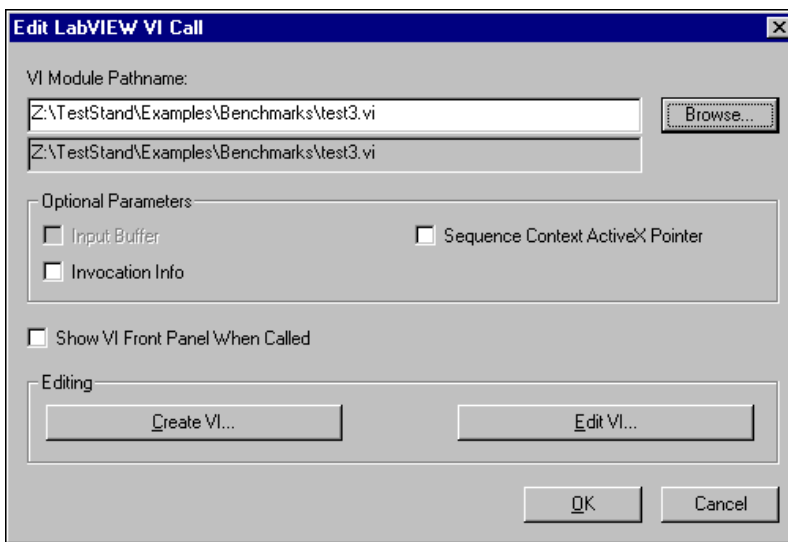 Edit LabVIEW VI Call
VI Module Pathname:
Z:\TestStand\Examples\Benchmarks\test3.vi
Browse...
Z:\TestStand\Examples\Benchmarks\test3.vi
Optional Parameters
Input Buffer
Sequence Context ActiveX Pointer
Invocation Info
Show VI Front Panel When Called
Editing
Create VI...
Edit VI...
OK
Cancel